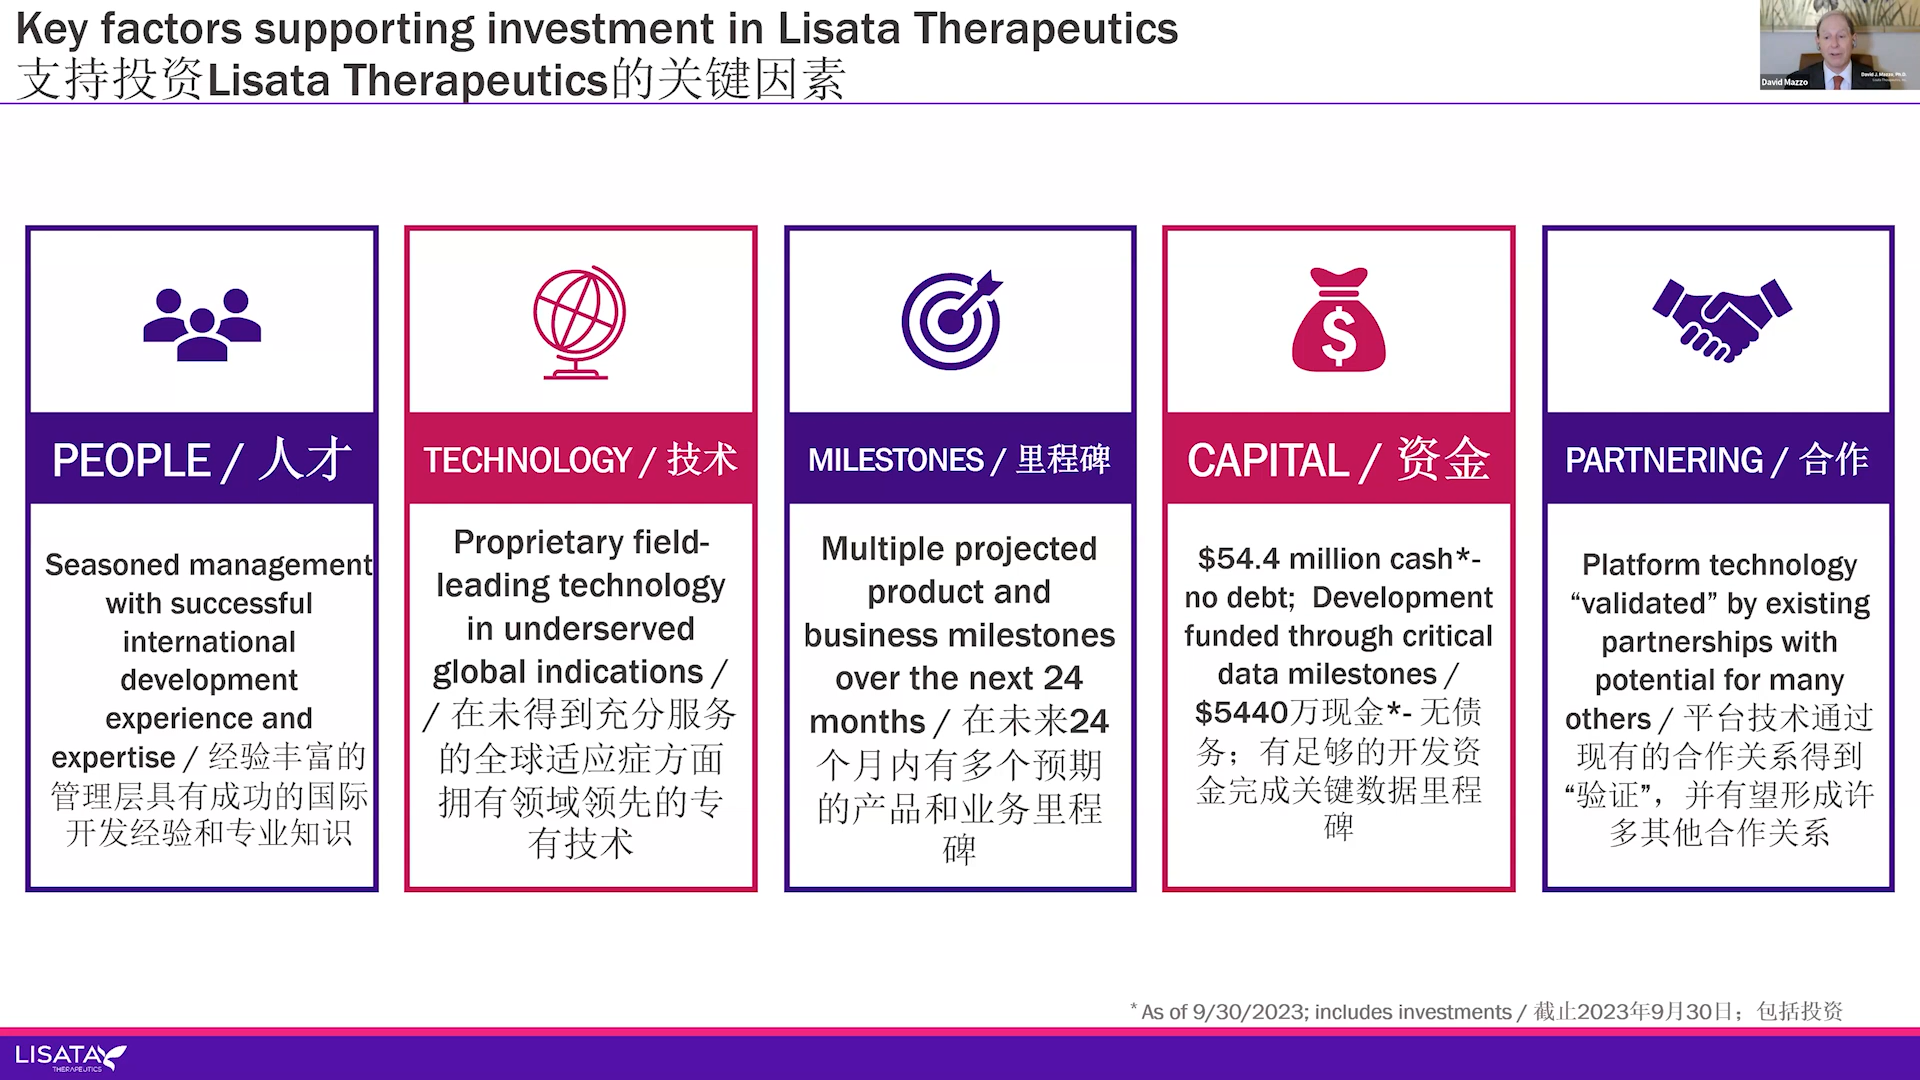 Key factors supporting investment in Lisata Therapeutics
支持投资Lisata Therapeutics的关键因素
David Mazzo
David J. Mazzo, Ph.D.
PEOPLE / 人才
Seasoned management
with successful
international
development
experience and
expertise / 经验丰富的
管理层具有成功的国际
开发经验和专业知识
TECHNOLOGY / 技术
Proprietary field-
leading technology
in underserved
global indications /
/ 在未得到充分服务
的全球适应症方面
拥有领域领先的专
有技术
MILESTONES / 里程碑
Multiple projected
product and
business milestones
over the next 24
months / 在未来24
个月内有多个预期
的产品和业务里程
碑
$
CAPITAL / 资金
$54.4 million cash*-
no debt;  Development
funded through critical
data milestones /
$5440万现金*- 无债
务；有足够的开发资
金完成关键数据里程
碑
PARTNERING / 合作
Platform technology
“validated” by existing
partnerships with
potential for many
others / 平台技术通过
现有的合作关系得到
“验证”，并有望形成许
多其他合作关系
* As of 9/30/2023; includes investments / 截止2023年9月30日；包括投资
LISATA
THERAPEUTICS